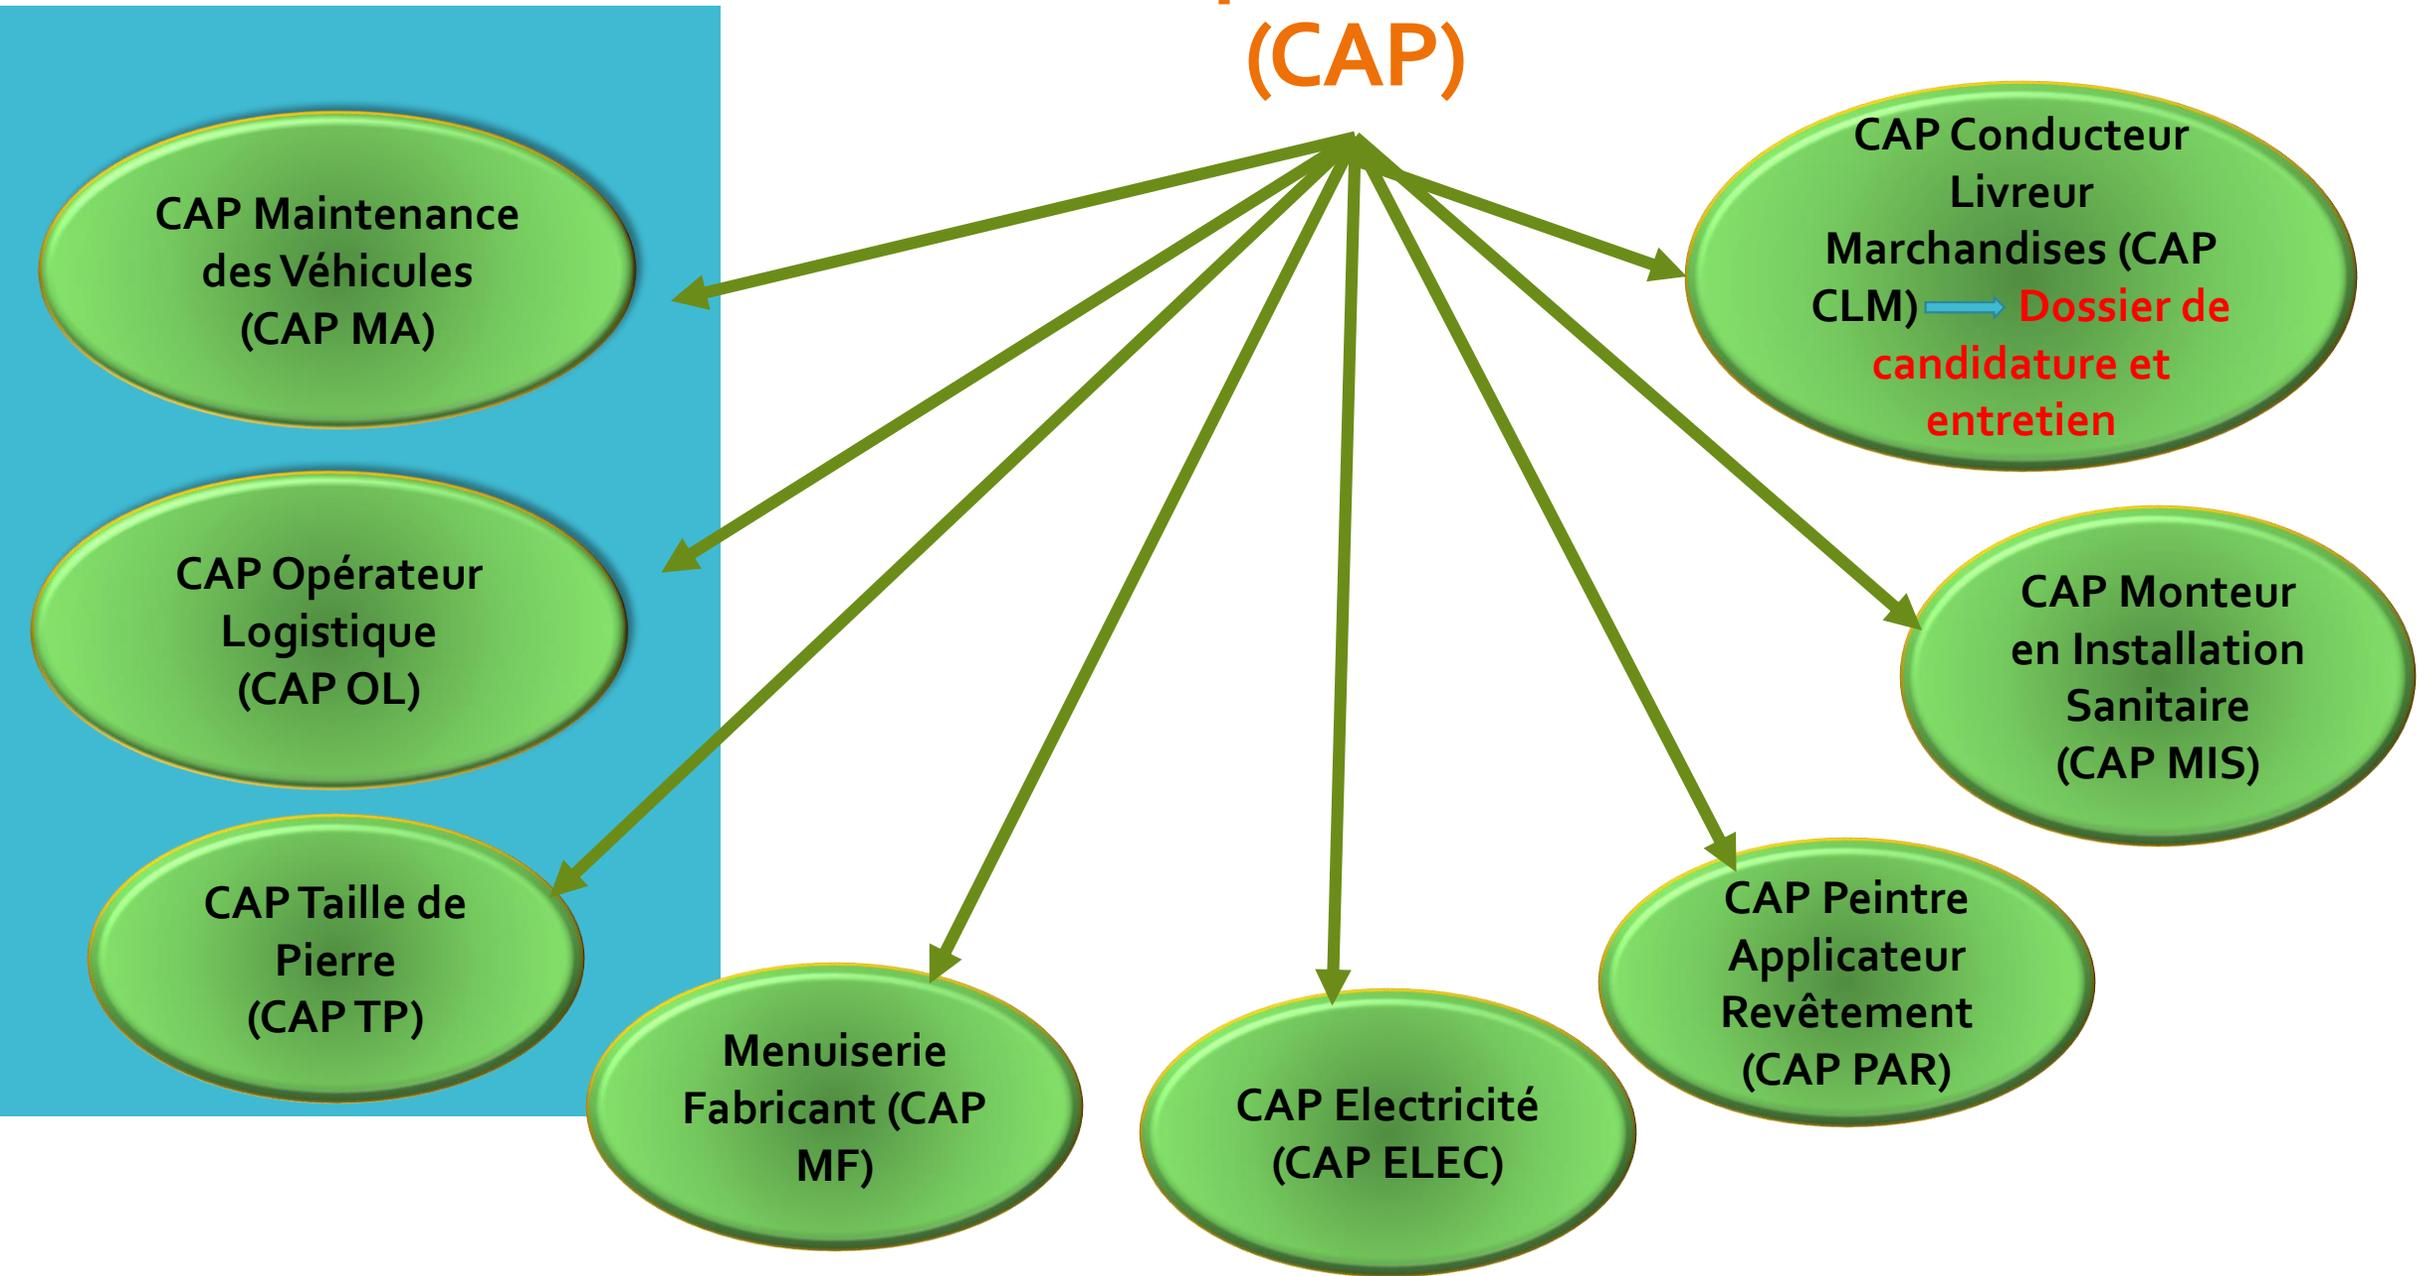 (CAP)
CAP Maintenance
des Véhicules
(CAP MA)
CAP Opérateur
Logistique
(CAP OL)
CAP Taille de
Pierre
(CAP TP)
Menuiserie
Fabricant (CAP
MF)
CAP Electricité
(CAP ELEC)
CAP Peintre
Applicateur
Revêtement
(CAP PAR)
CAP Monteur
en Installation
Sanitaire
(CAP MIS)
CAP Conducteur
Livreur
Marchandises (CAP
CLM) Dossier de
candidature et
entretien